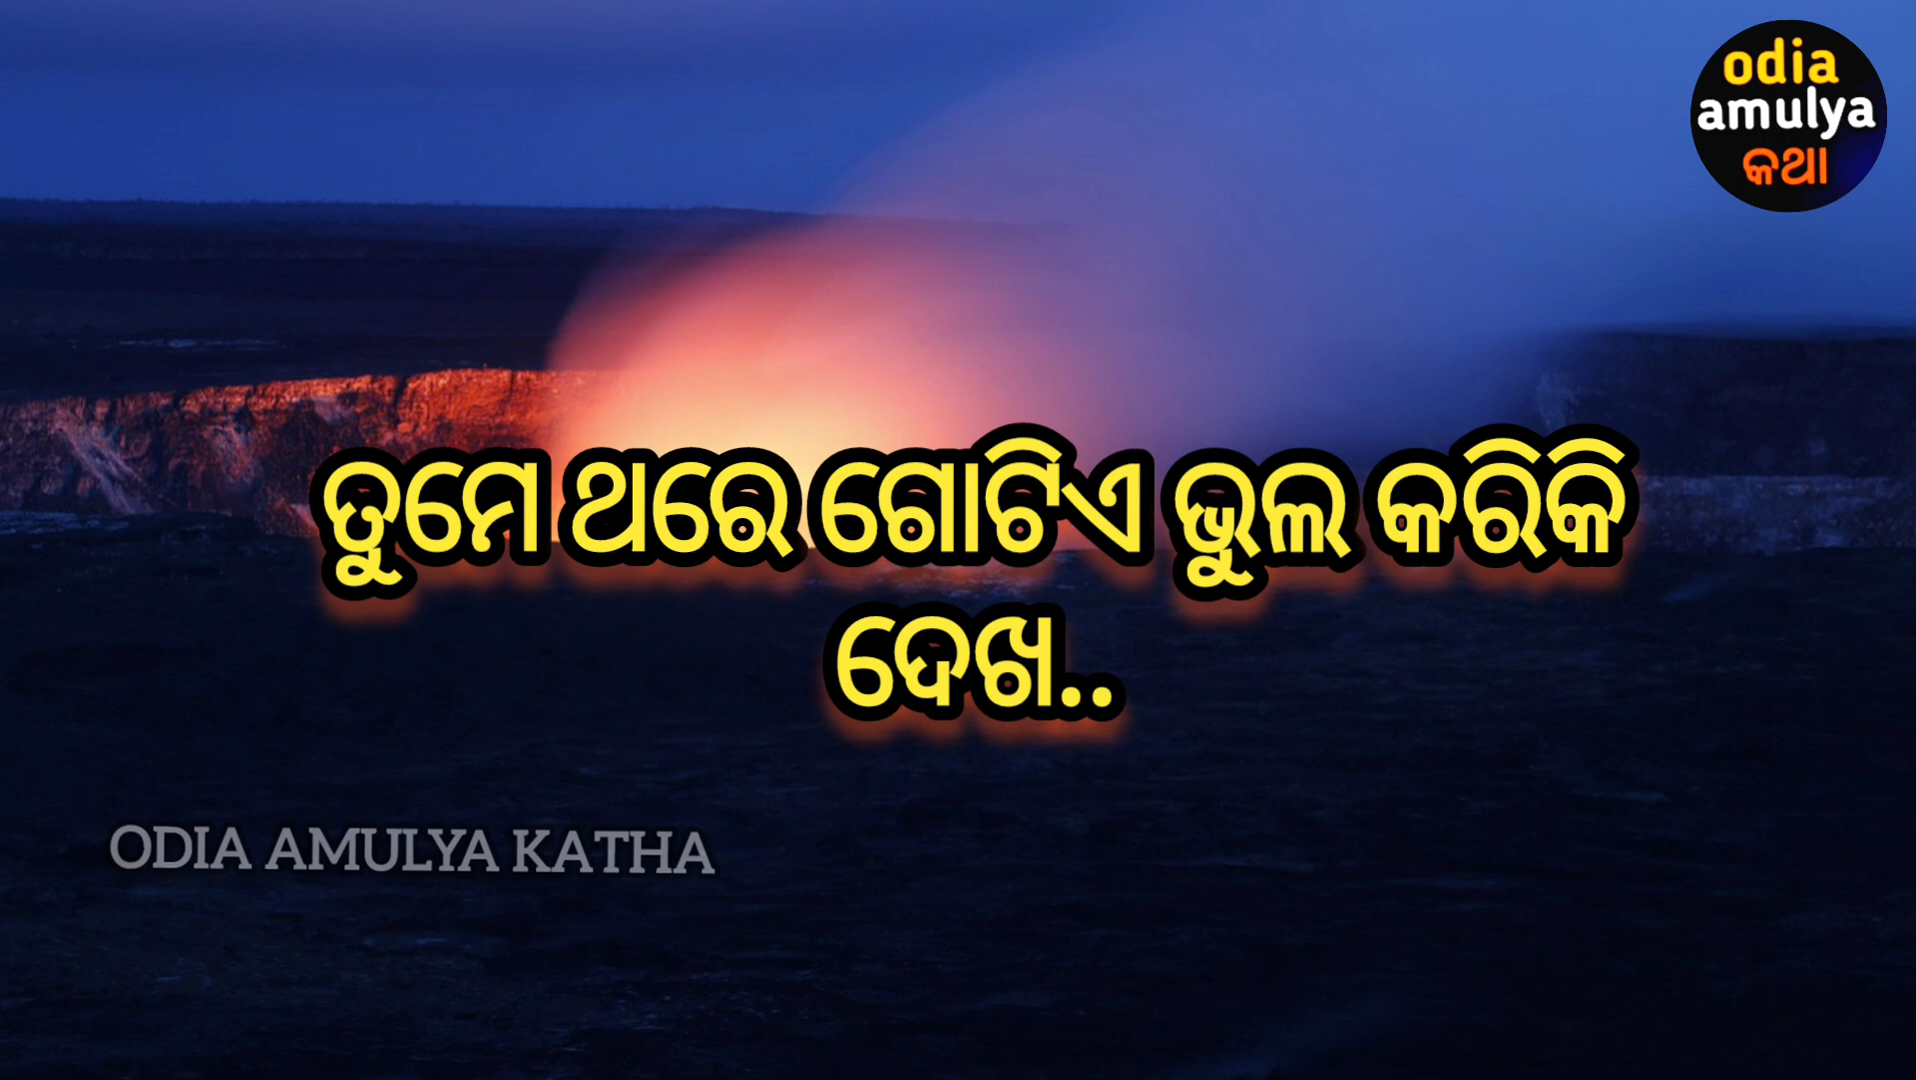 odia
amulya
କଥା
ତୁମେ ଥରେ ଗୋଟିଏ ଭୁଲ କରିକି
ଦେଖ..
ODIA AMULYA KATHA